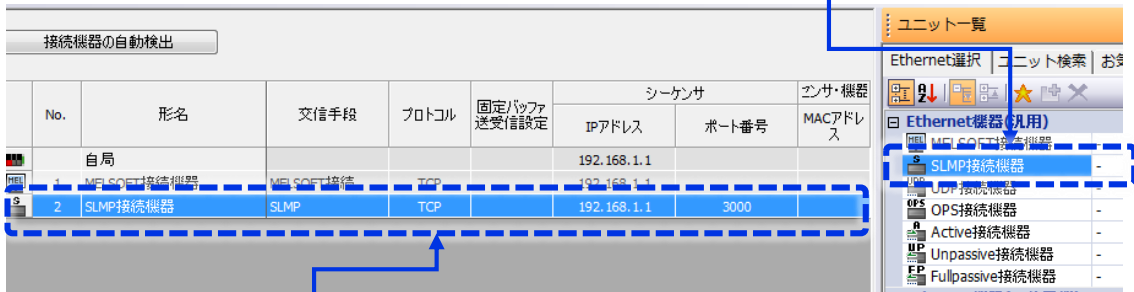 ユニット一覧
接続機器の自動検出
Ethernet選択 ユニット検索 お気
No. 形名 交信手段 プロトコル 固定バッファ送受信設定 シーケンサ センサ・機器
IPアドレス ポート番号 MACアドレス
自局 192.168.1.1
1 MELSOFT接続機器 MELSOFT接続 TCP 192.168.1.1
2 SLMP接続機器 SLMP TCP 192.168.1.1 3000
Ethernet機器(汎用)
MELSOFT接続機器
SLMP接続機器 -
UDP接続機器
OPS接続機器 -
Active接続機器 -
Unpassive接続機器 -
Fullpassive接続機器 -